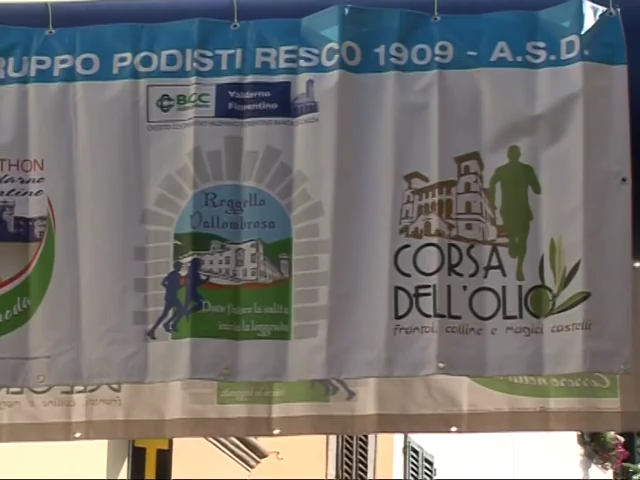 RUPPO PODISTI RESCO 1909 - A.S.D.
BCC
Valdarno
Fiorentino
THON
Reggello
Vallombrosa
Dove finisce la salita
inizia la leggenda
CORSA
DELL'OLIO
frantoi, colline e magici castelli